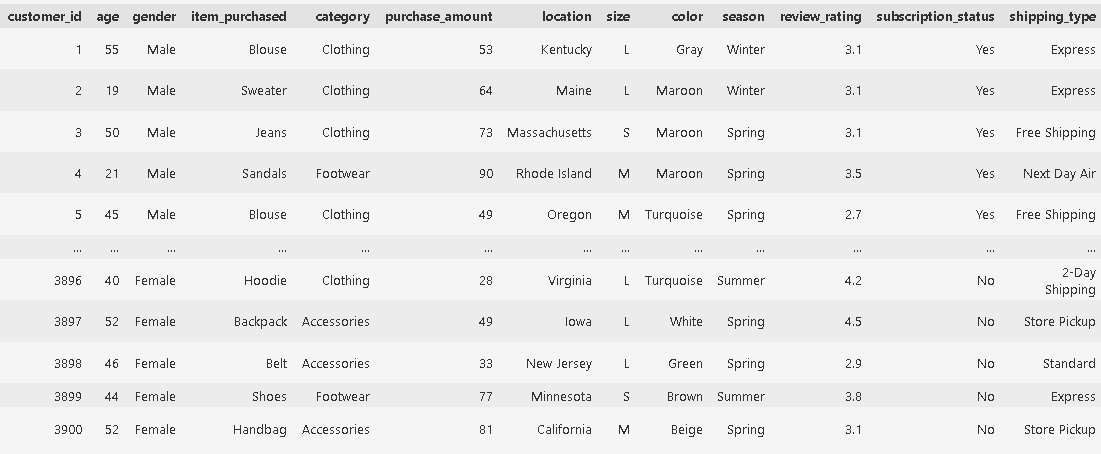 customer_id age gender item_purchased category purchase_amount location size color season review_rating subscription_status shipping_type
1 55 Male Blouse Clothing 53 Kentucky L Gray Winter 3.1 Yes Express
2 19 Male Sweater Clothing 64 Maine L Maroon Winter 3.1 Yes Express
3 50 Male Jeans Clothing 73 Massachusetts S Maroon Spring 3.1 Yes Free Shipping
4 21 Male Sandals Footwear 90 Rhode Island M Maroon Spring 3.5 Yes Next Day Air
5 45 Male Blouse Clothing 49 Oregon M Turquoise Spring 2.7 Yes Free Shipping
... ... ... ... ... ... ... ... ... ... ... ... ...
3896 40 Female Hoodie Clothing 28 Virginia L Turquoise Summer 4.2 No 2-Day
Shipping
3897 52 Female Backpack Accessories 49 Iowa L White Spring 4.5 No Store Pickup
3898 46 Female Belt Accessories 33 New Jersey L Green Spring 2.9 No Standard
3899 44 Female Shoes Footwear 77 Minnesota S Brown Summer 3.8 No Express
3900 52 Female Handbag Accessories 81 California M Beige Spring 3.1 No Store Pickup